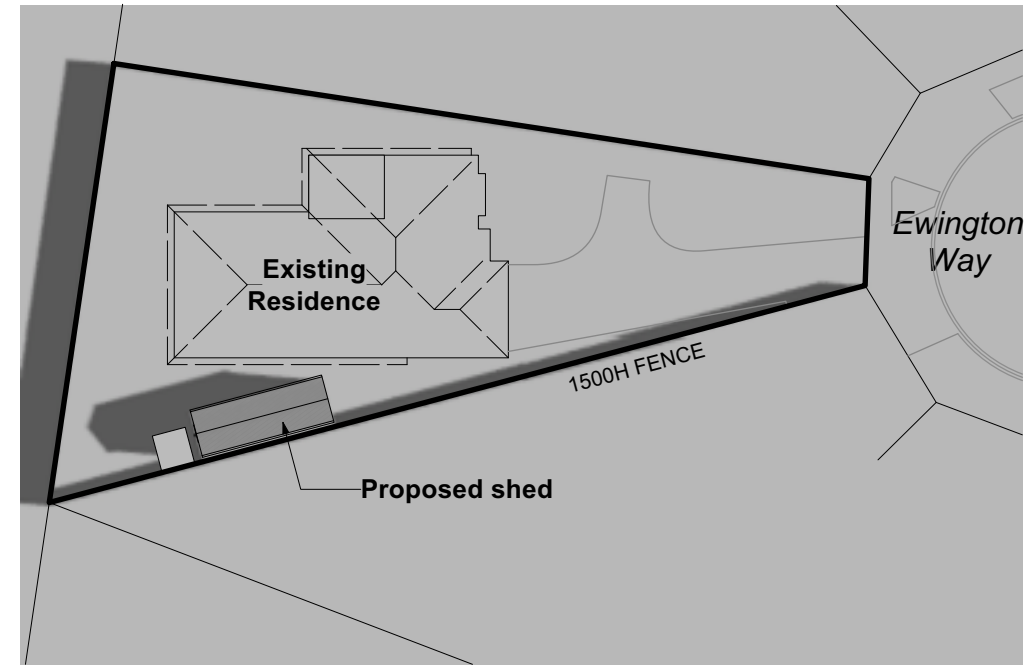 Existing
Residence
Ewington
Way
1500H FENCE
Proposed shed